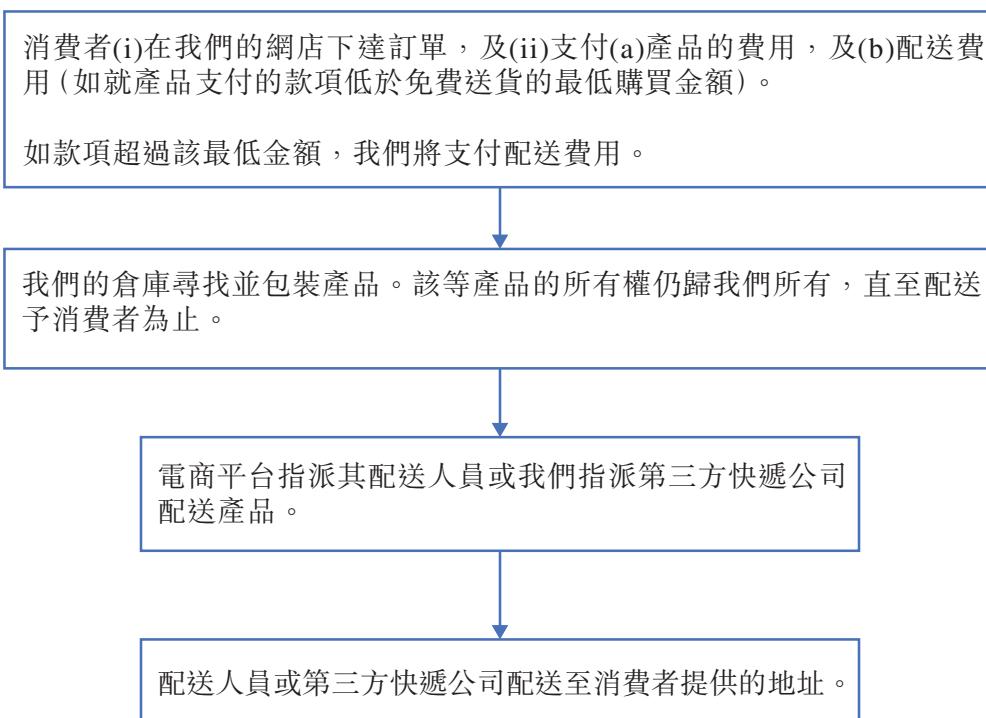 消費者(i)在我們的網店下達訂單，及(ii)支付(a)產品的費用，及(b)配送費
用（如就產品支付的款項低於免費送貨的最低購買金額）。
如款項超過該最低金額，我們將支付配送費用。
我們的倉庫尋找並包裝產品。該等產品的所有權仍歸我們所有，直至配送
予消費者為止。
電商平台指派其配送人員或我們指派第三方快遞公司
配送產品。
配送人員或第三方快遞公司配送至消費者提供的地址。